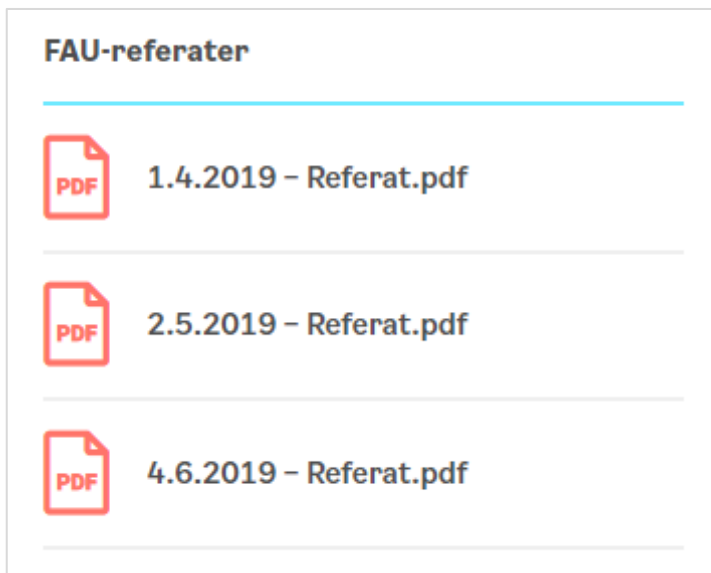 FAU-referater
PDF 1.4.2019 – Referat.pdf
PDF 2.5.2019 – Referat.pdf
PDF 4.6.2019 – Referat.pdf